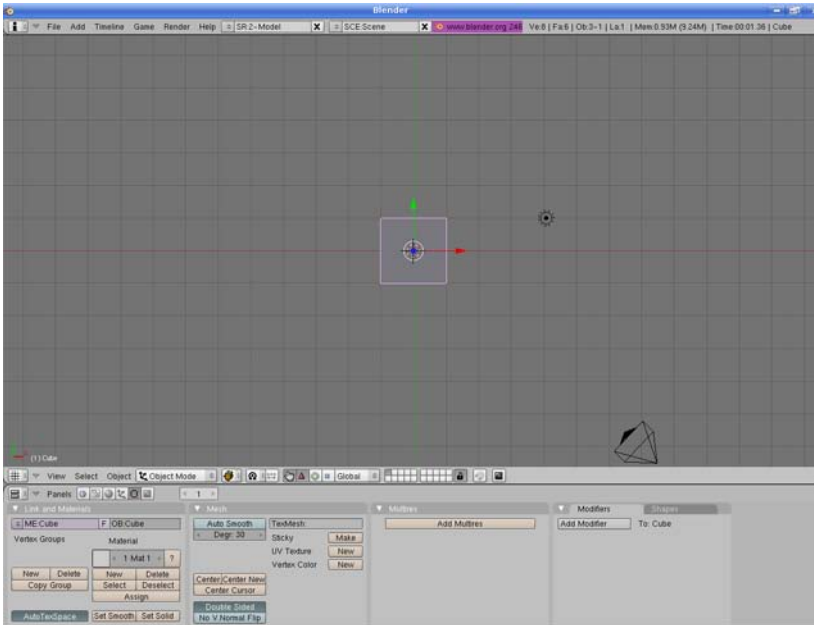 Blender
File Add Timeline Game Render Help SR:2-Model X SCE:Scene X www.blender.org 246 Ve:8 | Fa:6 | Ob:3-1 | La:1 | Mem:0.93M (9.24M) | Time:00:01.36 | Cube
(1) Cube
View Select Object Object Mode Global
Panels 1
Link and Materials Mesh Multires Modifiers Shapes
ME:Cube F OB:Cube Auto Smooth TexMesh: Add Multires Add Modifier To: Cube
Degr: 30 Sticky Make
Vertex Groups Material
UV Texture New
1 Mat 1 ?
Vertex Color New
New Delete New Delete Center Center New
Copy Group Select Deselect Center Cursor
Assign
Double Sided
AutoTexSpace Set Smooth Set Solid No V.Normal Flip